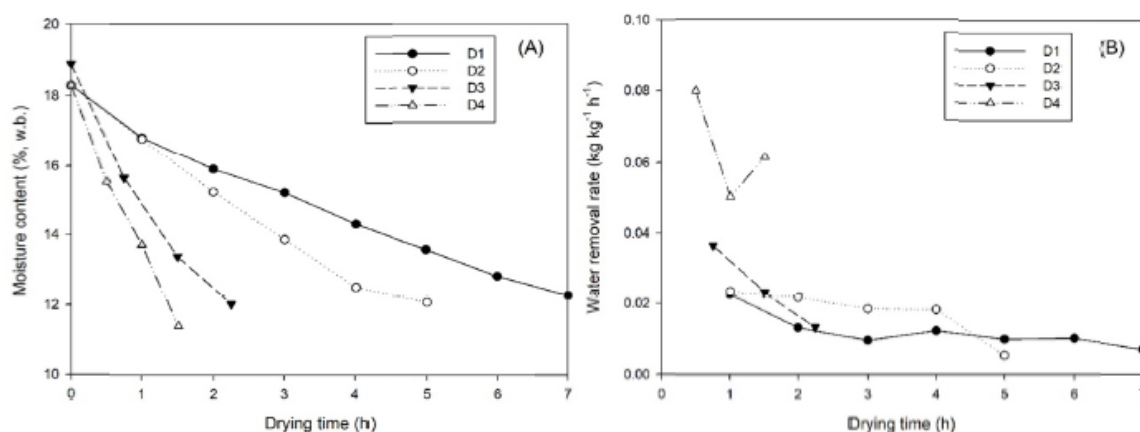 20
18
16
14
12
10
Moisture content (%, w.b.)
0 1 2 3 4 5 6 7
Drying time (h)
D1
D2
D3
D4
(A)
0.10
0.08
0.06
0.04
0.02
0.00
Water removal rate (kg kg⁻¹ h⁻¹)
1 2 3 4 5 6 7
Drying time (h)
D1
D2
D3
D4
(B)